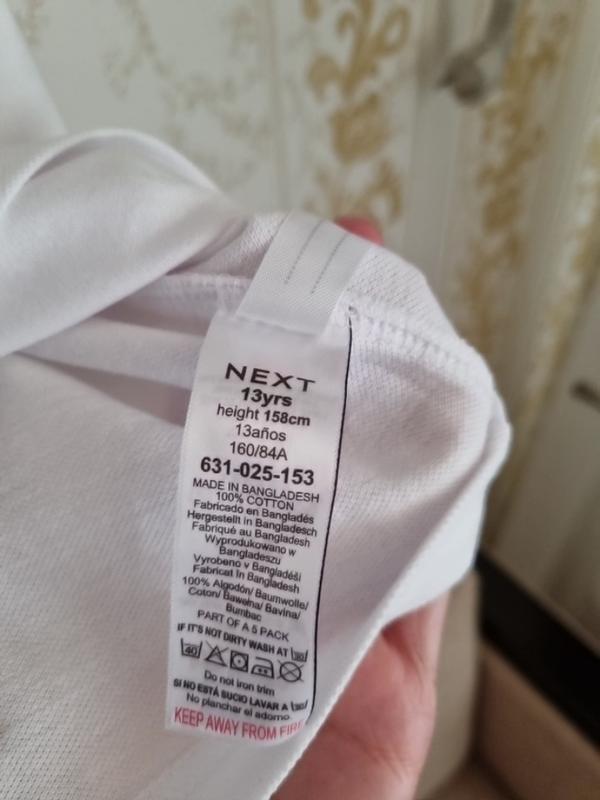 NEXT
13yrs
height 158cm
13años
160/84A
631-025-153
MADE IN BANGLADESH
100% COTTON
Fabricado en Bangladés
Hergestellt in Bangladesch
Fabriqué au Bangladesh
Wyprodukowano w
Bangladeszu
Vyrobeno v Bangladéši
Fabricat în Bangladesh
100% Algodón/ Baumwolle/
Coton/ Bawełna/ Bavlna/
Bumbac
PART OF A 5 PACK
IF IT'S NOT DIRTY WASH AT 30
40
Do not iron trim
SI NO ESTÁ SUCIO LAVAR A 30
No planchar el adorno.
KEEP AWAY FROM FIRE